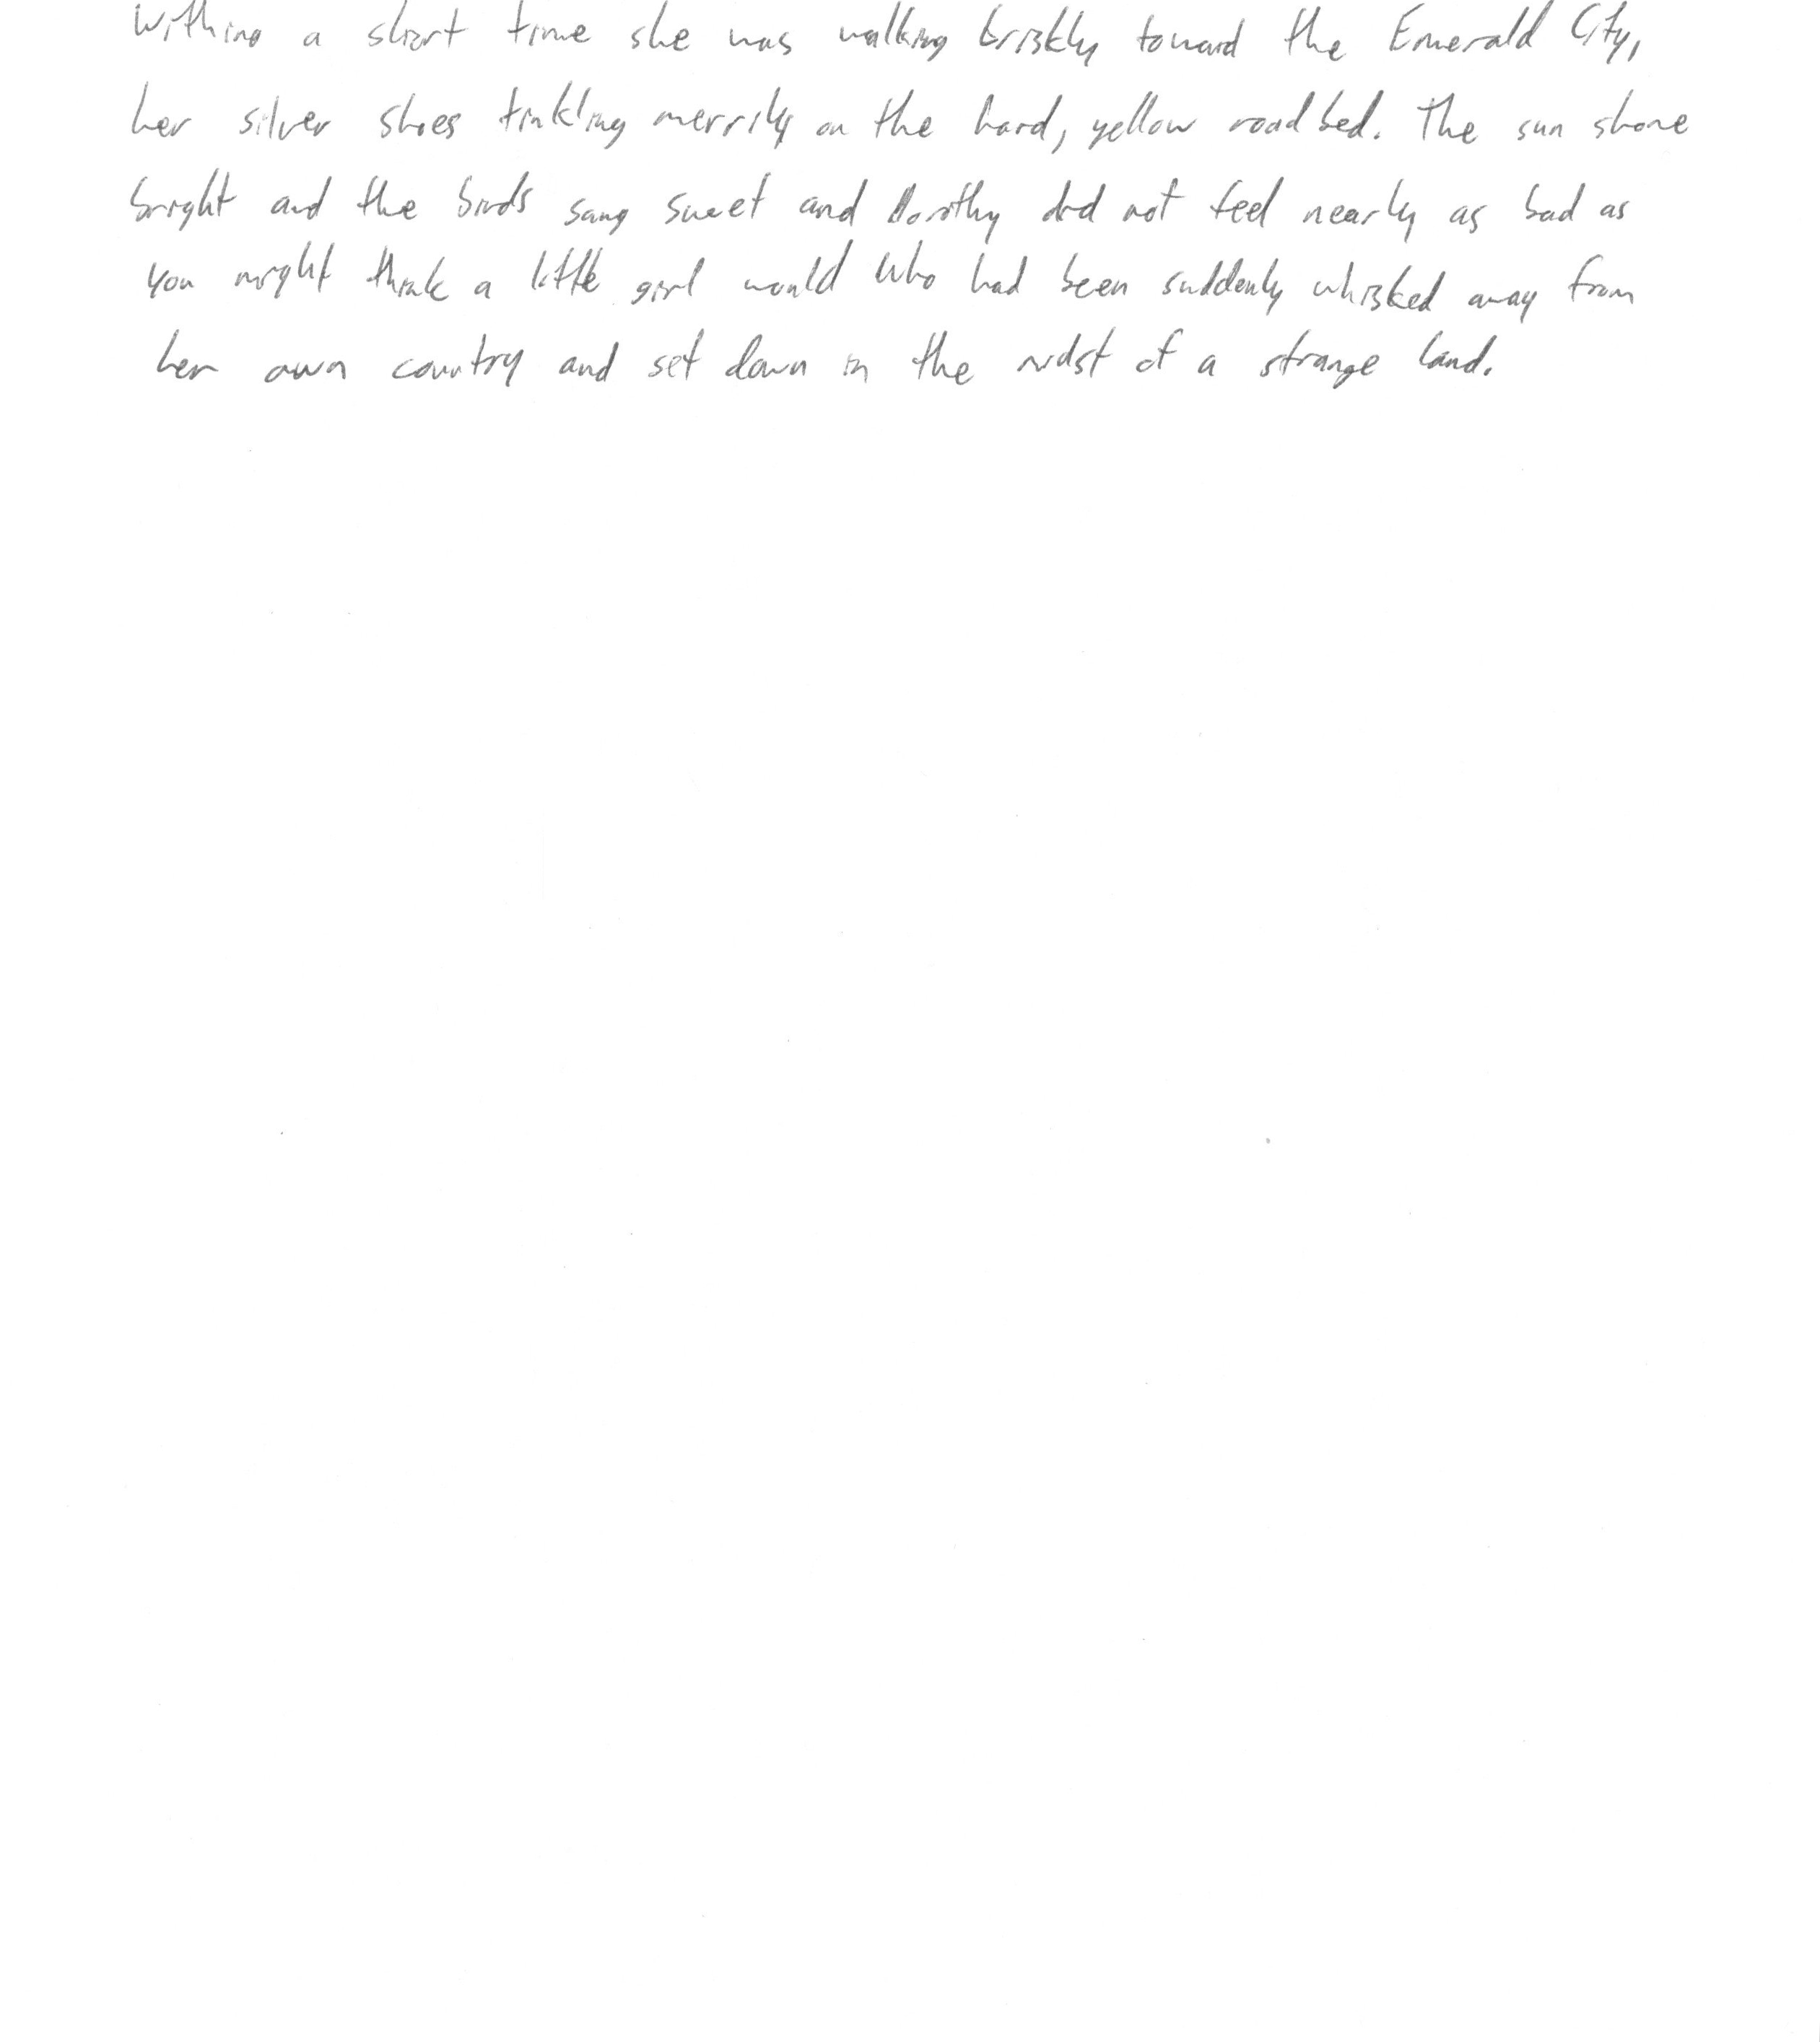 Withino a short time she was walking briskly toward the Emerald City,
her silver shoes tinkling merrily on the hard, yellow roadbed. The sun shone
bright and the birds sang sweet and Dorothy did not feel nearly as bad as
you might think a little girl would who had been suddenly whisked away from
her own country and set down in the midst of a strange land.